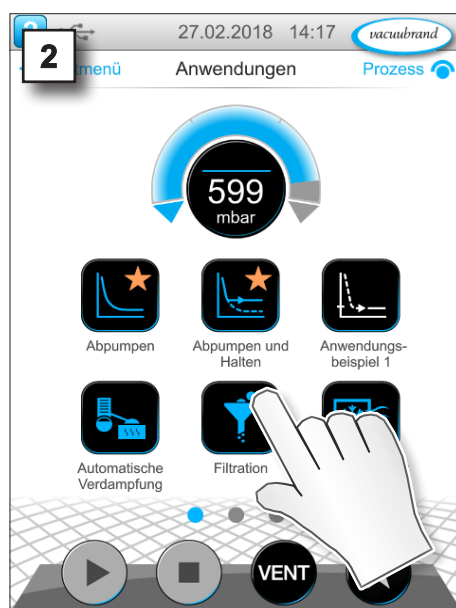 27.02.2018 14:17 vacuubrand
2
menü Anwendungen Prozess
599
mbar
Abpumpen
Abpumpen und
Halten
Anwendungs-
beispiel 1
Automatische
Verdampfung
Filtration
VENT